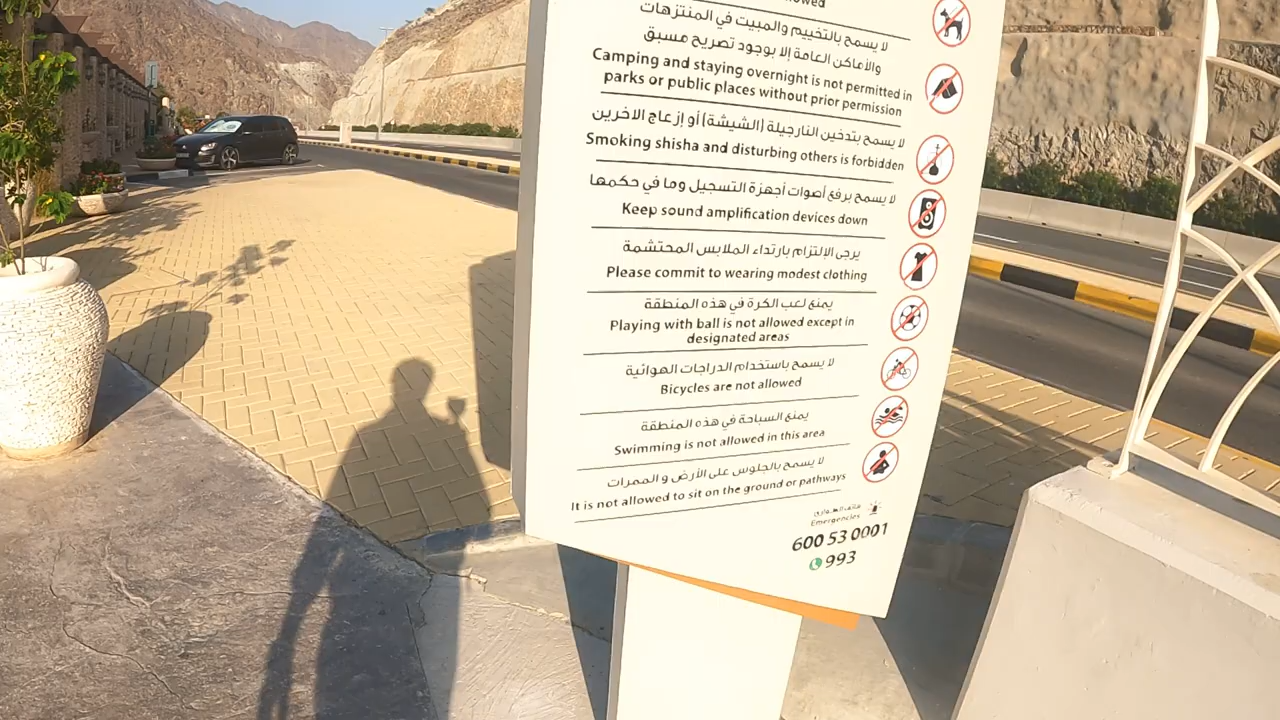 لا يسمح بالتخييم والمبيت في المنتزهات
والأماكن العامة إلا بوجود تصريح مسبق
Camping and staying overnight is not permitted in
parks or public places without prior permission
لا يسمح بتدخين النارجيلة (الشيشة) أو إزعاج الآخرين
Smoking shisha and disturbing others is forbidden
لا يسمح برفع أصوات أجهزة التسجيل وما في حكمها
Keep sound amplification devices down
يرجى الإلتزام بارتداء الملابس المحتشمة
Please commit to wearing modest clothing
يمنع لعب الكرة في هذه المنطقة
Playing with ball is not allowed except in
designated areas
لا يسمح باستخدام الدراجات الهوائية
Bicycles are not allowed
يمنع السباحة في هذه المنطقة
Swimming is not allowed in this area
لا يسمح بالجلوس على الأرض و الممرات
It is not allowed to sit on the ground or pathways
هاتف الطوارئ
Emergencies
600 53 0001
993